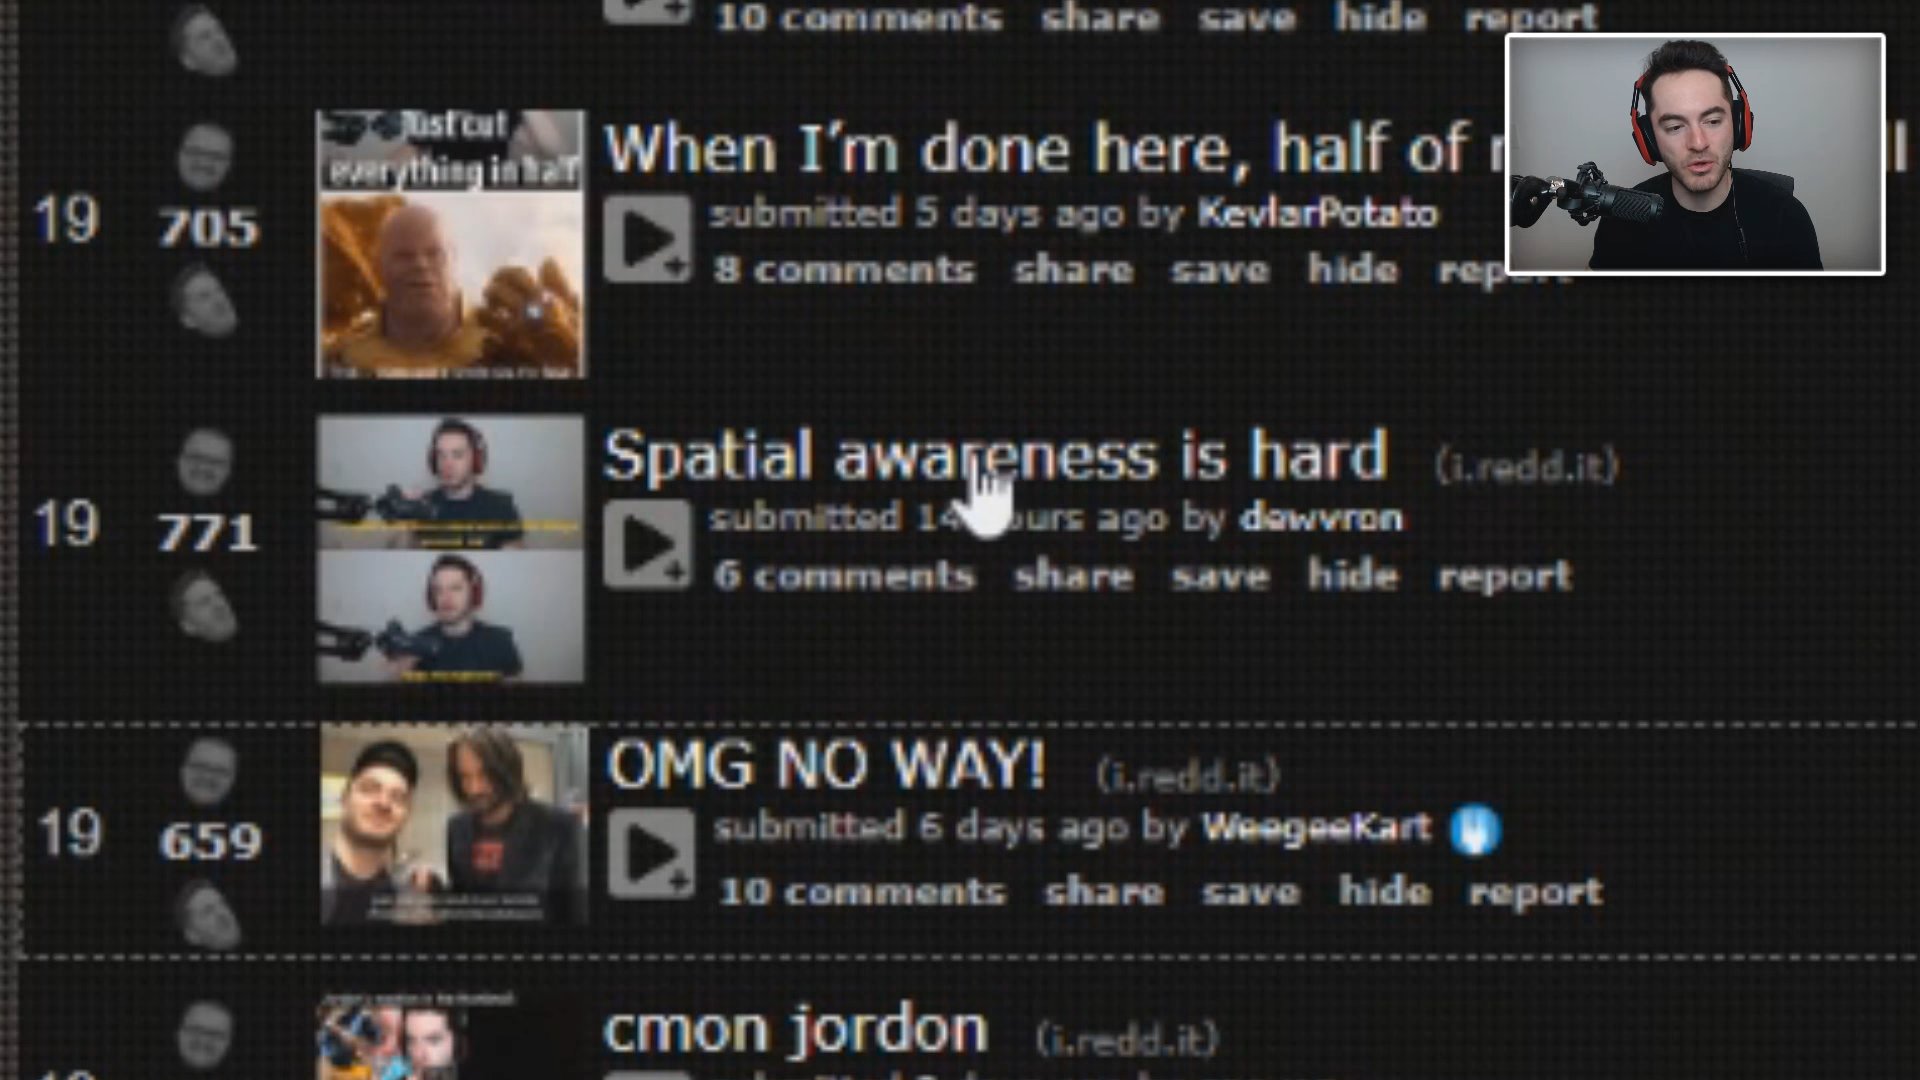 10 comments share save hide report
just cut
everything in half
When I'm done here, half of
19
705
submitted 5 days ago by KevlarPotato
8 comments share save hide report
Spatial awareness is hard (i.redd.it)
19
771
submitted 14 ours ago by dewvron
6 comments share save hide report
OMG NO WAY! (i.redd.it)
19
659
submitted 6 days ago by WeegeeKart
10 comments share save hide report
cmon jordon (i.redd.it)